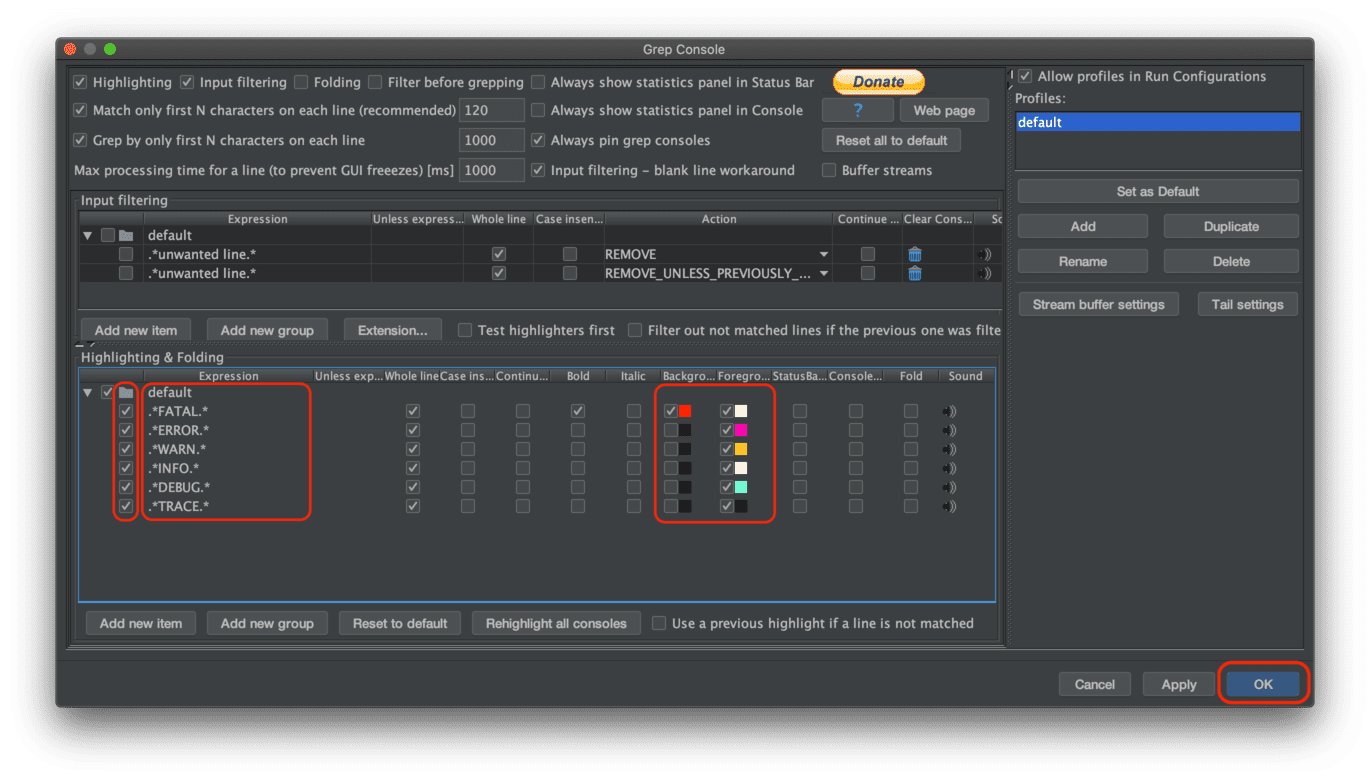 Grep Console
Highlighting Input filtering Folding Filter before grepping Always show statistics panel in Status Bar Donate
Match only first N characters on each line (recommended) 120 Always show statistics panel in Console ? Web page
Grep by only first N characters on each line 1000 Always pin grep consoles Reset all to default
Max processing time for a line (to prevent GUI freeezes) [ms] 1000 Input filtering – blank line workaround Buffer streams
Input filtering
Expression Unless express... Whole line Case insen... Action Continue ... Clear Cons... So
default
.*unwanted line.* REMOVE
.*unwanted line.* REMOVE_UNLESS_PREVIOUSLY_...
Add new item Add new group Extension... Test highlighters first Filter out not matched lines if the previous one was filte
Highlighting & Folding
Expression Unless exp... Whole line Case ins... Continu... Bold Italic Backgro... Foregro... StatusBa... Console... Fold Sound
default
.*FATAL.*
.*ERROR.*
.*WARN.*
.*INFO.*
.*DEBUG.*
.*TRACE.*
Add new item Add new group Reset to default Rehighlight all consoles Use a previous highlight if a line is not matched
Allow profiles in Run Configurations
Profiles:
default
Set as Default
Add Duplicate
Rename Delete
Stream buffer settings Tail settings
Cancel Apply OK